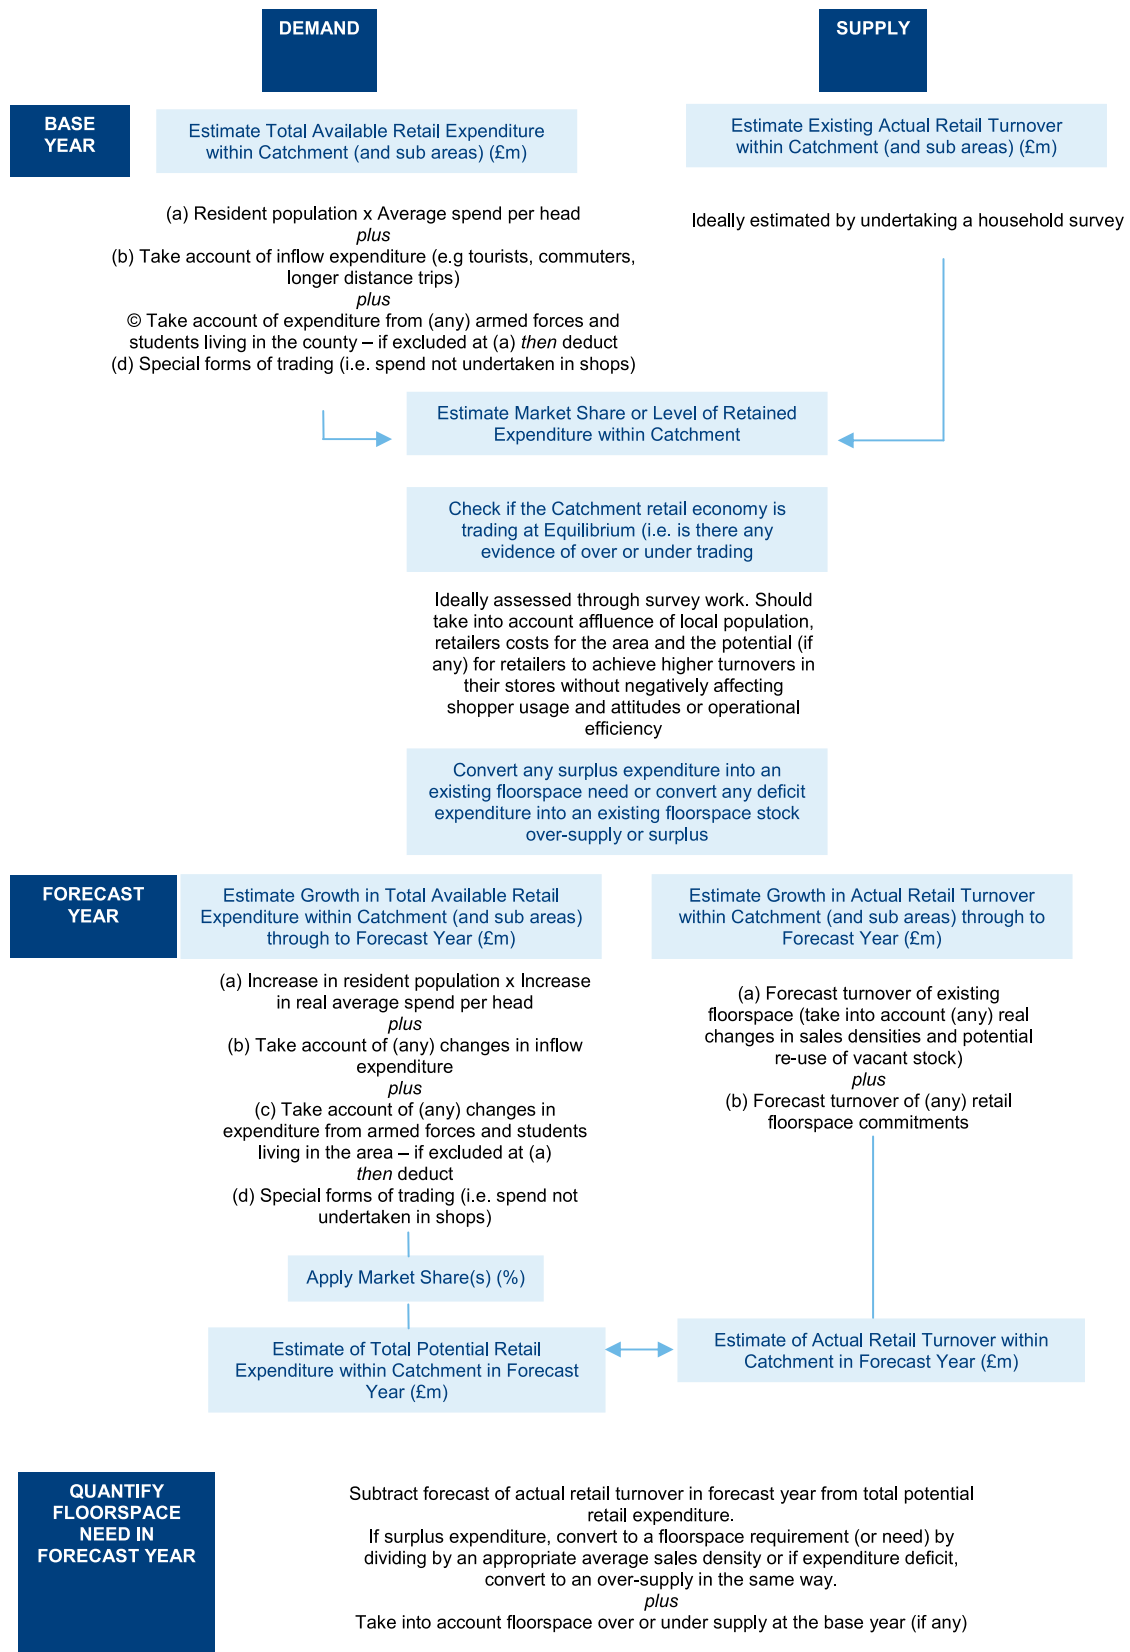 DEMAND
SUPPLY
BASE
YEAR
Estimate Total Available Retail Expenditure
within Catchment (and sub areas) (£m)
Estimate Existing Actual Retail Turnover
within Catchment (and sub areas) (£m)
(a) Resident population x Average spend per head
plus
(b) Take account of inflow expenditure (e.g tourists, commuters,
longer distance trips)
plus
© Take account of expenditure from (any) armed forces and
students living in the county – if excluded at (a) then deduct
(d) Special forms of trading (i.e. spend not undertaken in shops)
Ideally estimated by undertaking a household survey
Estimate Market Share or Level of Retained
Expenditure within Catchment
Check if the Catchment retail economy is
trading at Equilibrium (i.e. is there any
evidence of over or under trading
Ideally assessed through survey work. Should
take into account affluence of local population,
retailers costs for the area and the potential (if
any) for retailers to achieve higher turnovers in
their stores without negatively affecting
shopper usage and attitudes or operational
efficiency
Convert any surplus expenditure into an
existing floorspace need or convert any deficit
expenditure into an existing floorspace stock
over-supply or surplus
FORECAST
YEAR
Estimate Growth in Total Available Retail
Expenditure within Catchment (and sub areas)
through to Forecast Year (£m)
Estimate Growth in Actual Retail Turnover
within Catchment (and sub areas) through to
Forecast Year (£m)
(a) Increase in resident population x Increase
in real average spend per head
plus
(b) Take account of (any) changes in inflow
expenditure
plus
(c) Take account of (any) changes in
expenditure from armed forces and students
living in the area – if excluded at (a)
then deduct
(d) Special forms of trading (i.e. spend not
undertaken in shops)
(a) Forecast turnover of existing
floorspace (take into account (any) real
changes in sales densities and potential
re-use of vacant stock)
plus
(b) Forecast turnover of (any) retail
floorspace commitments
Apply Market Share(s) (%)
Estimate of Total Potential Retail
Expenditure within Catchment in Forecast
Year (£m)
Estimate of Actual Retail Turnover within
Catchment in Forecast Year (£m)
QUANTIFY
FLOORSPACE
NEED IN
FORECAST YEAR
Subtract forecast of actual retail turnover in forecast year from total potential
retail expenditure.
If surplus expenditure, convert to a floorspace requirement (or need) by
dividing by an appropriate average sales density or if expenditure deficit,
convert to an over-supply in the same way.
plus
Take into account floorspace over or under supply at the base year (if any)